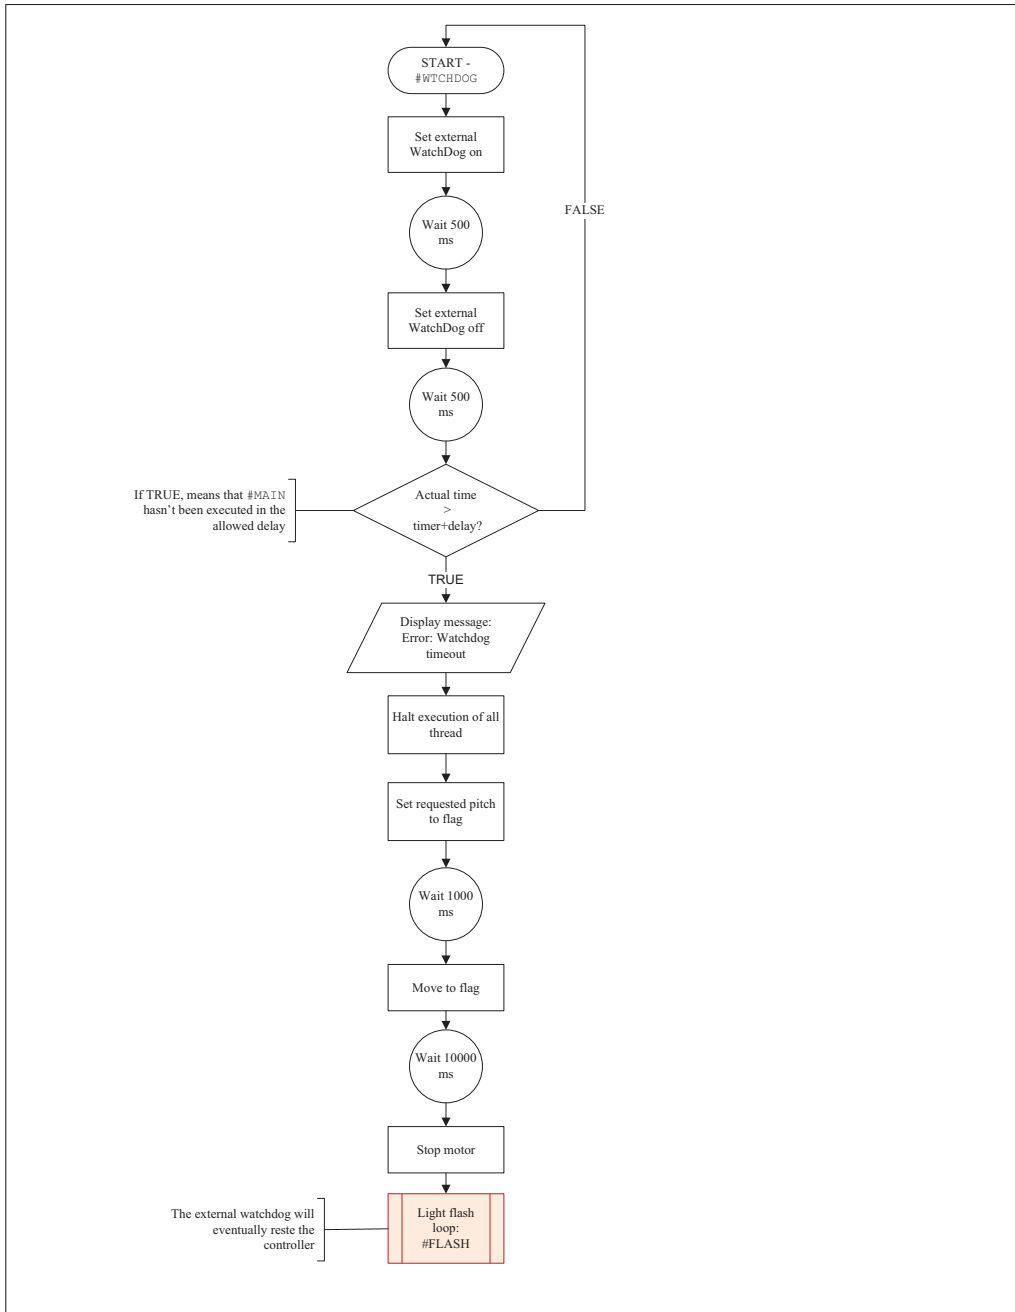 START -
#WTCHDOG
Set external
WatchDog on
FALSE
Wait 500
ms
Set external
WatchDog off
Wait 500
ms
If TRUE, means that #MAIN
hasn't been executed in the
allowed delay
Actual time
>
timer+delay?
TRUE
Display message:
Error: Watchdog
timeout
Halt execution of all
thread
Set requested pitch
to flag
Wait 1000
ms
Move to flag
Wait 10000
ms
Stop motor
The external watchdog will
eventually reste the
controller
Light flash
loop:
#FLASH